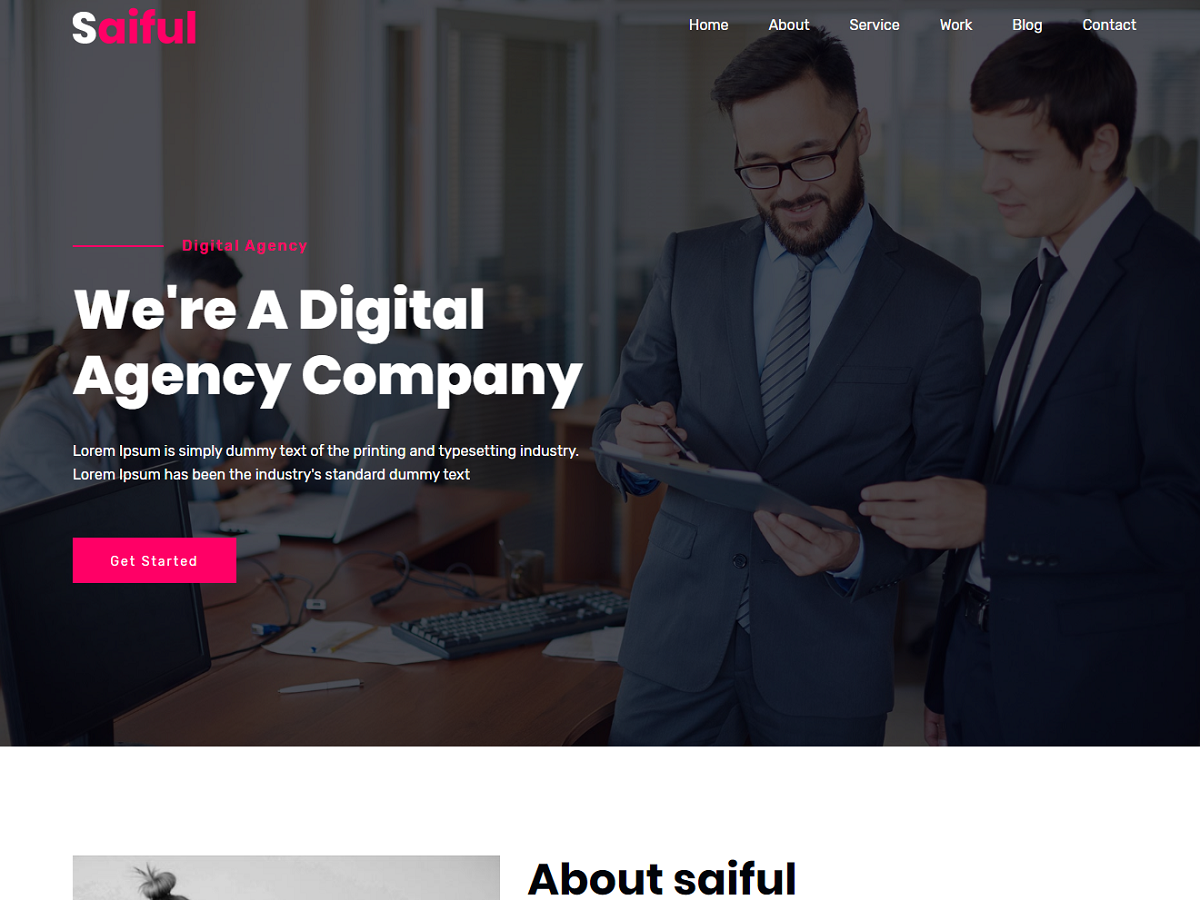 Saiful
Home About Service Work Blog Contact
Digital Agency
We're A Digital
Agency Company
Lorem Ipsum is simply dummy text of the printing and typesetting industry.
Lorem Ipsum has been the industry's standard dummy text
Get Started
About saiful